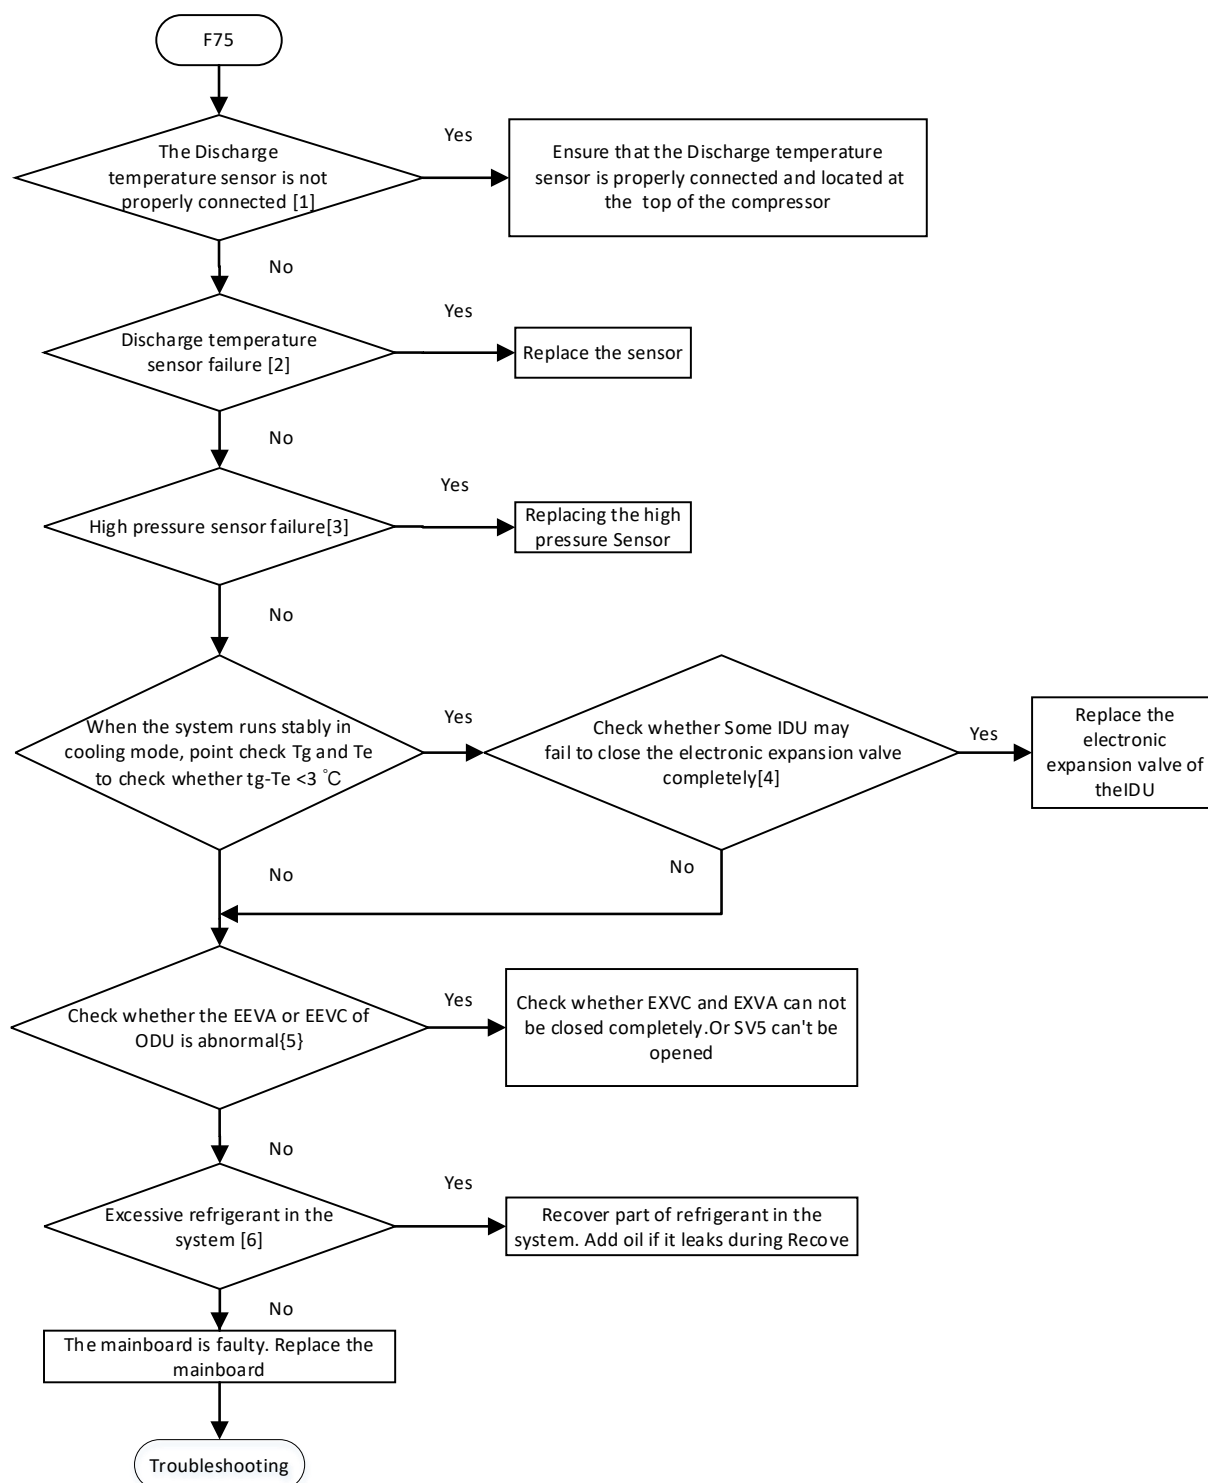 F75
The Discharge
temperature sensor is not
properly connected [1]
Yes
Ensure that the Discharge temperature
sensor is properly connected and located at
the top of the compressor
No
Discharge temperature
sensor failure [2]
Yes
Replace the sensor
No
High pressure sensor failure[3]
Yes
Replacing the high
pressure Sensor
No
When the system runs stably in
cooling mode, point check Tg and Te
to check whether tg-Te <3 ℃
Yes
Check whether Some IDU may
fail to close the electronic expansion valve
completely[4]
Yes
Replace the
electronic
expansion valve of
theIDU
No
No
Check whether the EEVA or EEVC of
ODU is abnormal{5}
Yes
Check whether EXVC and EXVA can not
be closed completely.Or SV5 can't be
opened
No
Excessive refrigerant in the
system [6]
Yes
Recover part of refrigerant in the
system. Add oil if it leaks during Recove
No
The mainboard is faulty. Replace the
mainboard
Troubleshooting